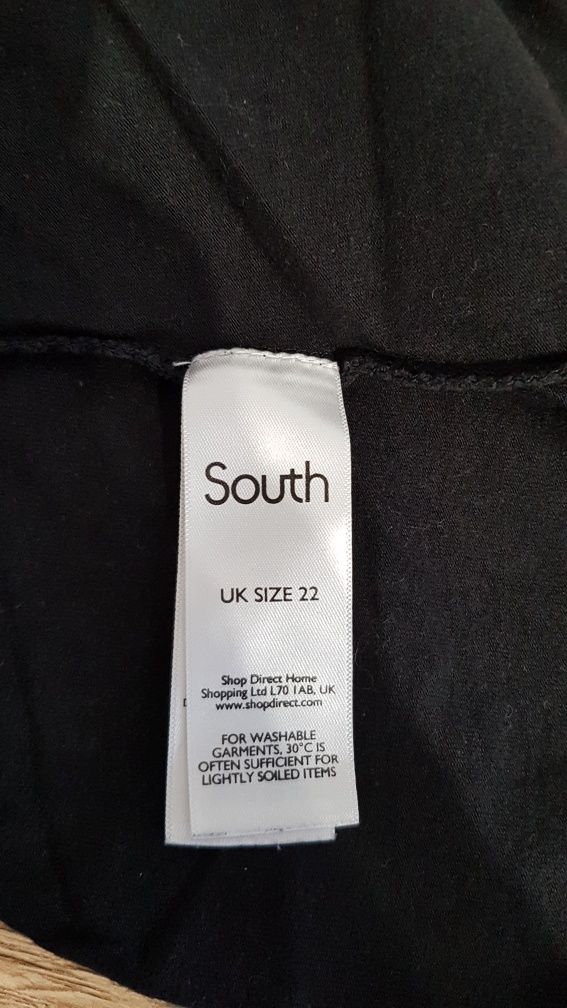 South
UK SIZE 22
Shop Direct Home
Shopping Ltd L70 1AB, UK
www.shopdirect.com
FOR WASHABLE
GARMENTS, 30°C IS
OFTEN SUFFICIENT FOR
LIGHTLY SOILED ITEMS